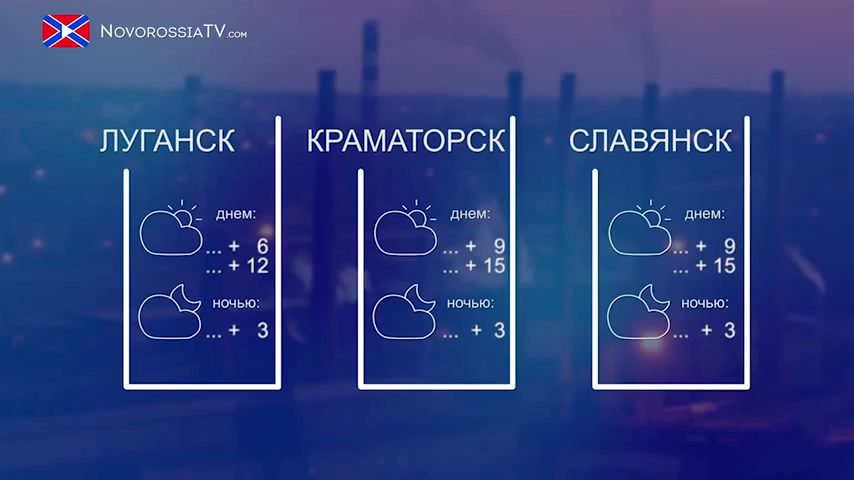 NovorossiaTV.com
ЛУГАНСК
днем:
... + 6
... + 12
ночью:
... + 3
КРАМАТОРСК
днем:
... + 9
... + 15
ночью:
... + 3
СЛАВЯНСК
днем:
... + 9
... + 15
ночью:
... + 3